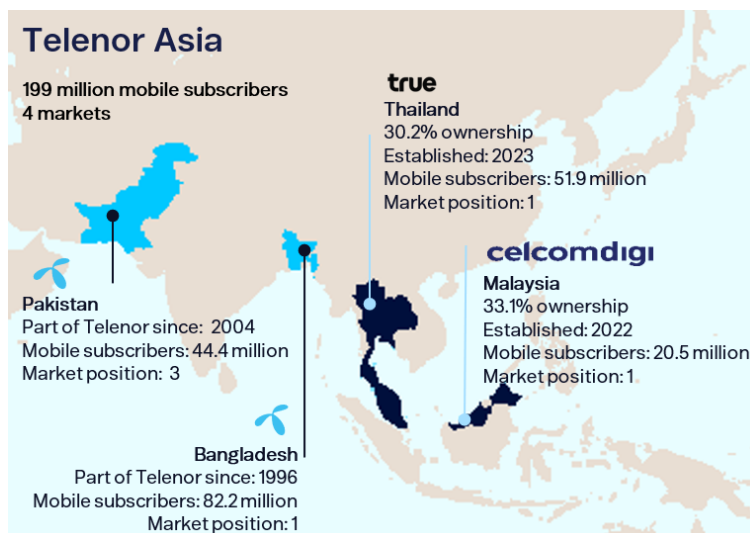 Telenor Asia
199 million mobile subscribers
4 markets
true
Thailand
30.2% ownership
Established: 2023
Mobile subscribers: 51.9 million
Market position: 1
celcomdigi
Malaysia
33.1% ownership
Established: 2022
Mobile subscribers: 20.5 million
Market position: 1
Pakistan
Part of Telenor since: 2004
Mobile subscribers: 44.4 million
Market position: 3
Bangladesh
Part of Telenor since: 1996
Mobile subscribers: 82.2 million
Market position: 1